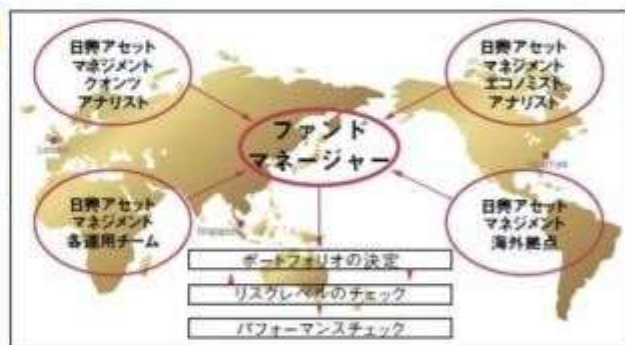 日興アセット
マネジメント
クオンツ
アナリスト
日興アセット
マネジメント
エコノミスト
アナリスト
ファンド
マネージャー
日興アセット
マネジメント
各運用チーム
日興アセット
マネジメント
海外拠点
Singapore
ポートフォリオの決定
リスクレベルのチェック
パフォーマンスチェック